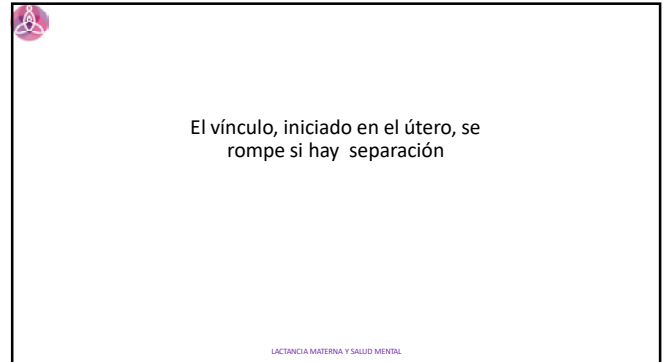 El vínculo, iniciado en el útero, se
rompe si hay  separación
LACTANCIA MATERNA Y SALUD MENTAL